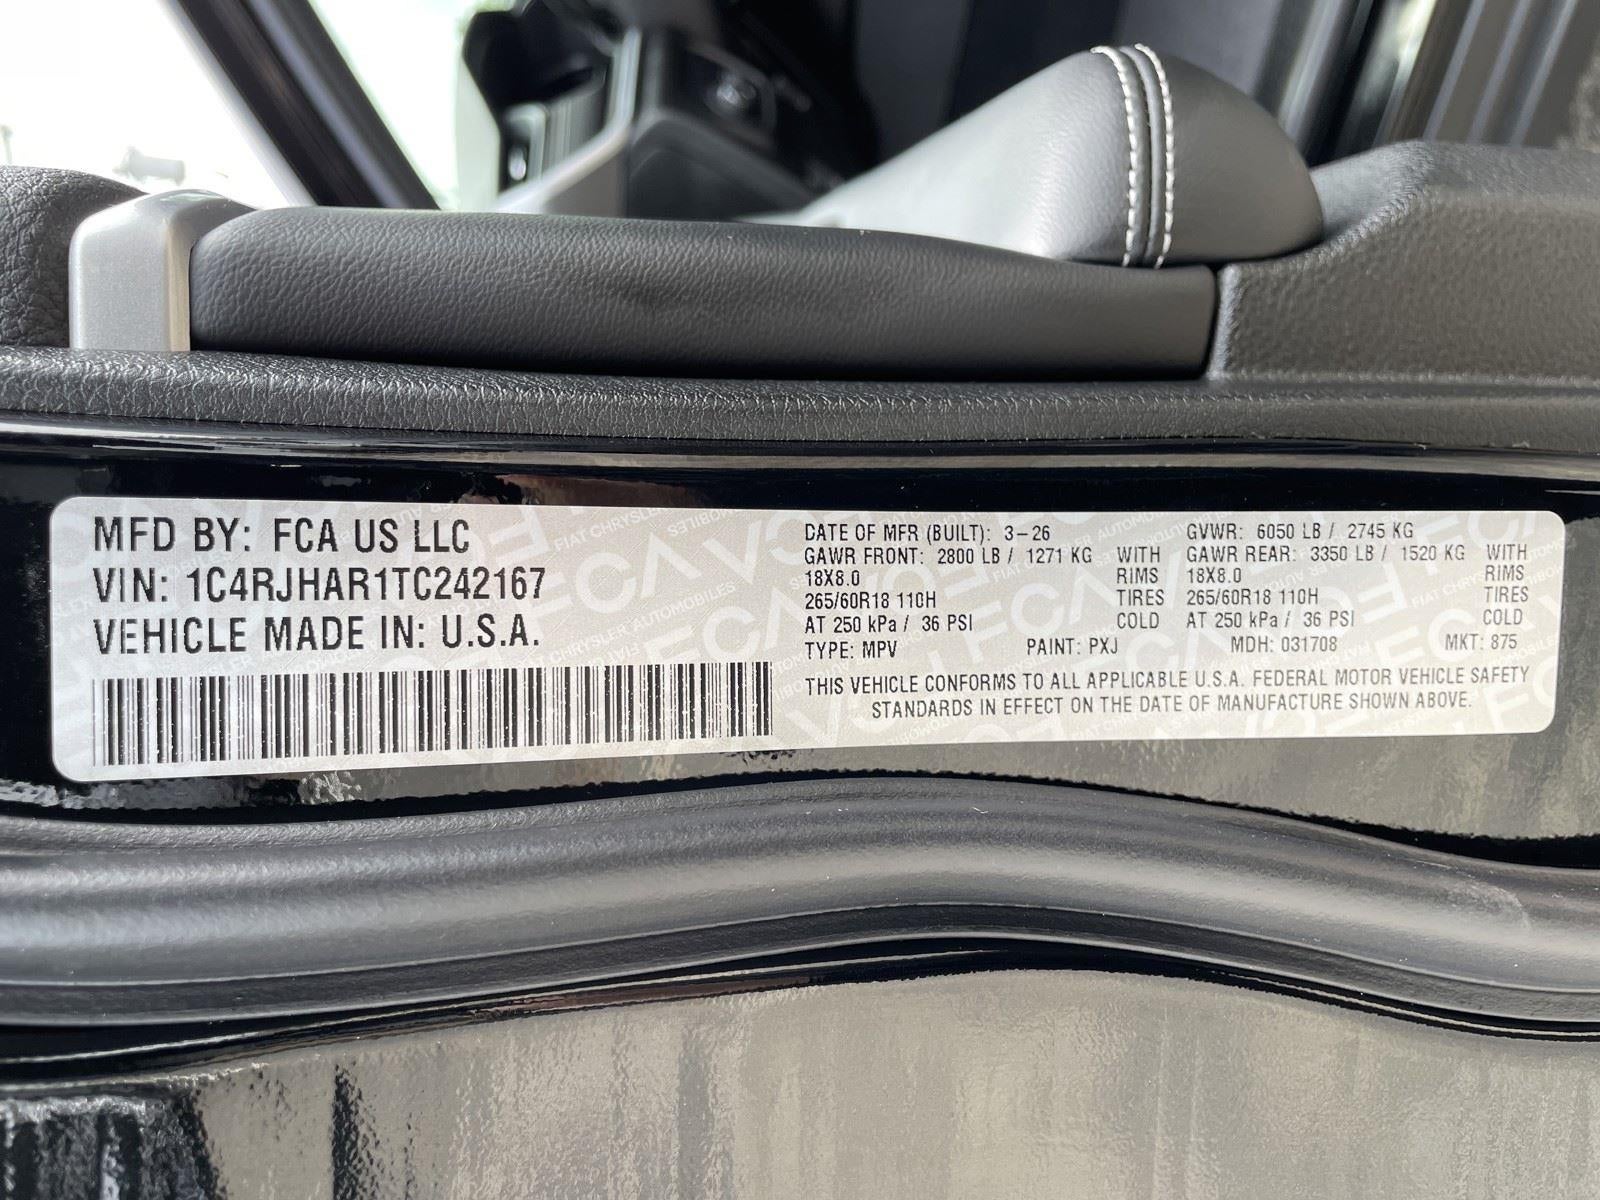 MFD BY: FCA US LLC
VIN: 1C4RJHAR1TC242167
VEHICLE MADE IN: U.S.A.
DATE OF MFR (BUILT): 3-26 GVWR: 6050 LB / 2745 KG
GAWR FRONT: 2800 LB / 1271 KG WITH GAWR REAR: 3350 LB / 1520 KG WITH
18X8.0 RIMS 18X8.0 RIMS
265/60R18 110H TIRES 265/60R18 110H TIRES
AT 250 kPa / 36 PSI COLD AT 250 kPa / 36 PSI COLD
TYPE: MPV PAINT: PXJ MDH: 031708 MKT: 875
THIS VEHICLE CONFORMS TO ALL APPLICABLE U.S.A. FEDERAL MOTOR VEHICLE SAFETY
STANDARDS IN EFFECT ON THE DATE OF MANUFACTURE SHOWN ABOVE.